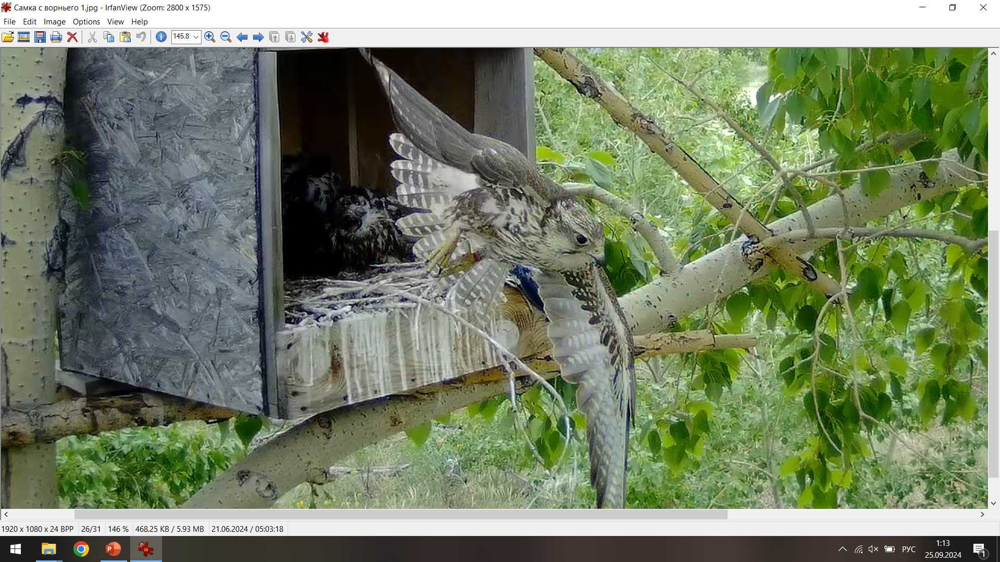 Самка с ворньего 1.jpg - IrfanView (Zoom: 2800 x 1575)
File Edit Image Options View Help
145.8
1920 x 1080 x 24 BPP 26/31 146 % 468.25 KB / 5.93 MB 21.06.2024 / 05:03:18
P
РУС
1:13
25.09.2024
1